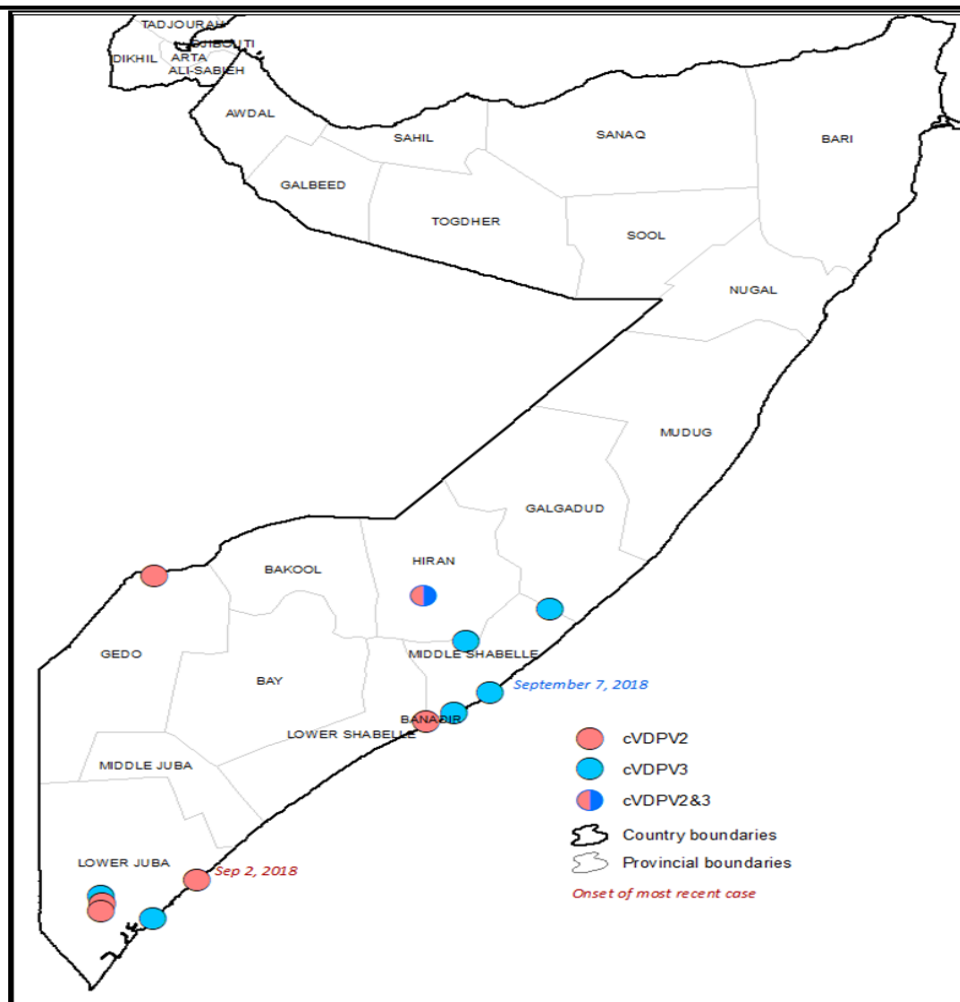 TADJOURAH
DJIBOUTI
DIKHIL
ARTA
ALI-SABIEH
AWDAL
SAHIL
SANAQ
BARI
GALBEED
TOGDHER
SOOL
NUGAL
MUDUG
GALGADUD
HIRAN
BAKOOL
GEDO
MIDDLE SHABELLE
BAY
September 7, 2018
BANADIR
LOWER SHABELLE
cVDPV2
MIDDLE JUBA
cVDPV3
cVDPV2&3
Country boundaries
Provincial boundaries
LOWER JUBA
Sep 2, 2018
Onset of most recent case